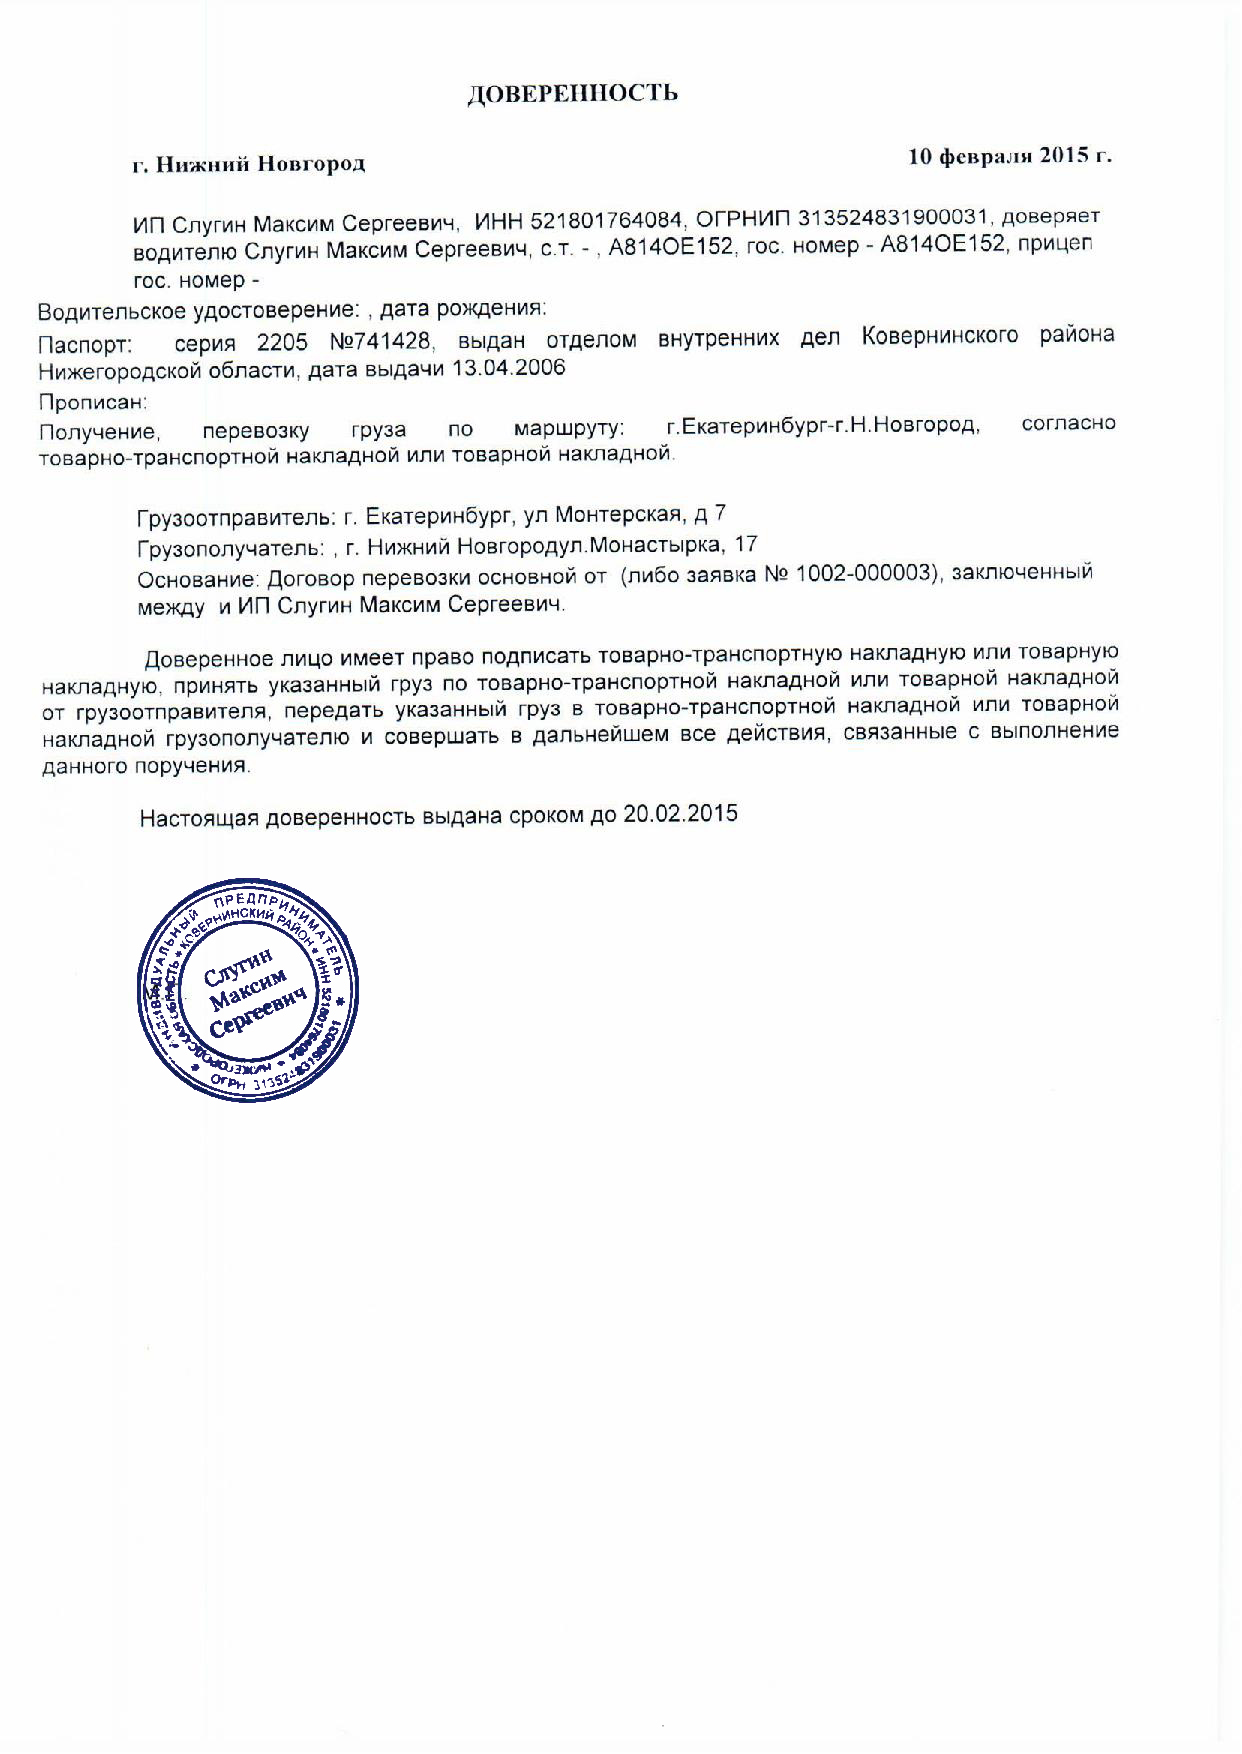 ДОВЕРЕННОСТЬ
г. Нижний Новгород 10 февраля 2015 г.
ИП Слугин Максим Сергеевич, ИНН 521801764084, ОГРНИП 313524831900031, доверяет
водителю Слугин Максим Сергеевич, с.т. - , А814ОЕ152, гос. номер - А814ОЕ152, прицеп
гос. номер -
Водительское удостоверение: , дата рождения:
Паспорт: серия 2205 №741428, выдан отделом внутренних дел Ковернинского района
Нижегородской области, дата выдачи 13.04.2006
Прописан:
Получение, перевозку груза по маршруту: г.Екатеринбург-г.Н.Новгород, согласно
товарно-транспортной накладной или товарной накладной.
Грузоотправитель: г. Екатеринбург, ул Монтерская, д 7
Грузополучатель: , г. Нижний Новгородул.Монастырка, 17
Основание: Договор перевозки основной от (либо заявка № 1002-000003), заключенный
между и ИП Слугин Максим Сергеевич.
Доверенное лицо имеет право подписать товарно-транспортную накладную или товарную
накладную, принять указанный груз по товарно-транспортной накладной или товарной накладной
от грузоотправителя, передать указанный груз в товарно-транспортной накладной или товарной
накладной грузополучателю и совершать в дальнейшем все действия, связанные с выполнение
данного поручения.
Настоящая доверенность выдана сроком до 20.02.2015
ИНДИВИДУАЛЬНЫЙ ПРЕДПРИНИМАТЕЛЬ * ОГРН 313524831900031 *
НИЖЕГОРОДСКАЯ ОБЛАСТЬ * КОВЕРНИНСКИЙ РАЙОН * ИНН 521801764084 *
Слугин
Максим
Сергеевич